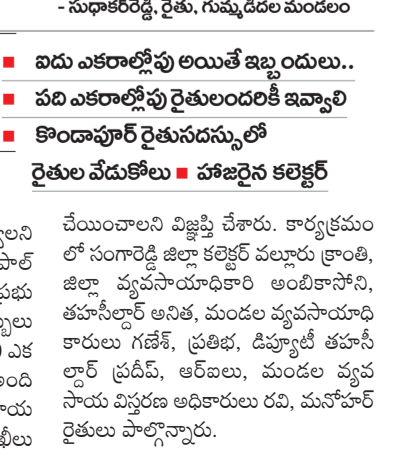 - సుధాకర్‌రెడ్డి, రైతు, గుమ్మడిదల మండలం
■ ఐదు ఎకరాల్లోపు అయితే ఇబ్బందులు..
■ పది ఎకరాల్లోపు రైతులందరికీ ఇవ్వాలి
■ కొండాపూర్ రైతుసదస్సులో
రైతుల వేడుకోలు ■ హాజరైన కలెక్టర్
చేయించాలని విజ్ఞప్తి చేశారు. కార్యక్రమం
లో సంగారెడ్డి జిల్లా కలెక్టర్ వల్లూరు క్రాంతి,
జిల్లా వ్యవసాయాధికారి అంబికాసోని,
తహసీల్దార్ అనిత, మండల వ్యవసాయాధి
కారులు గణేశ్, ప్రతిభ, డిప్యూటీ తహసీ
ల్దార్ ప్రదీప్, ఆర్ఐలు, మండల వ్యవ
సాయ విస్తరణ అధికారులు రవి, మనోహర్
రైతులు పాల్గొన్నారు.